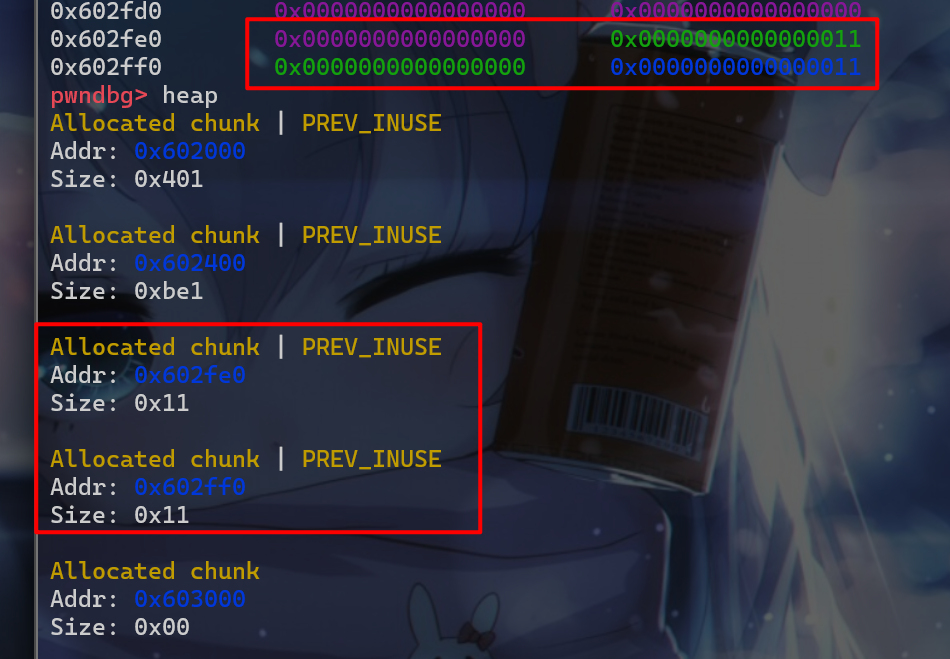 0x602fd0 0x0000000000000000 0x0000000000000000
0x602fe0 0x0000000000000000 0x0000000000000011
0x602ff0 0x0000000000000000 0x0000000000000011
pwndbg> heap
Allocated chunk | PREV_INUSE
Addr: 0x602000
Size: 0x401
Allocated chunk | PREV_INUSE
Addr: 0x602400
Size: 0xbe1
Allocated chunk | PREV_INUSE
Addr: 0x602fe0
Size: 0x11
Allocated chunk | PREV_INUSE
Addr: 0x602ff0
Size: 0x11
Allocated chunk
Addr: 0x603000
Size: 0x00